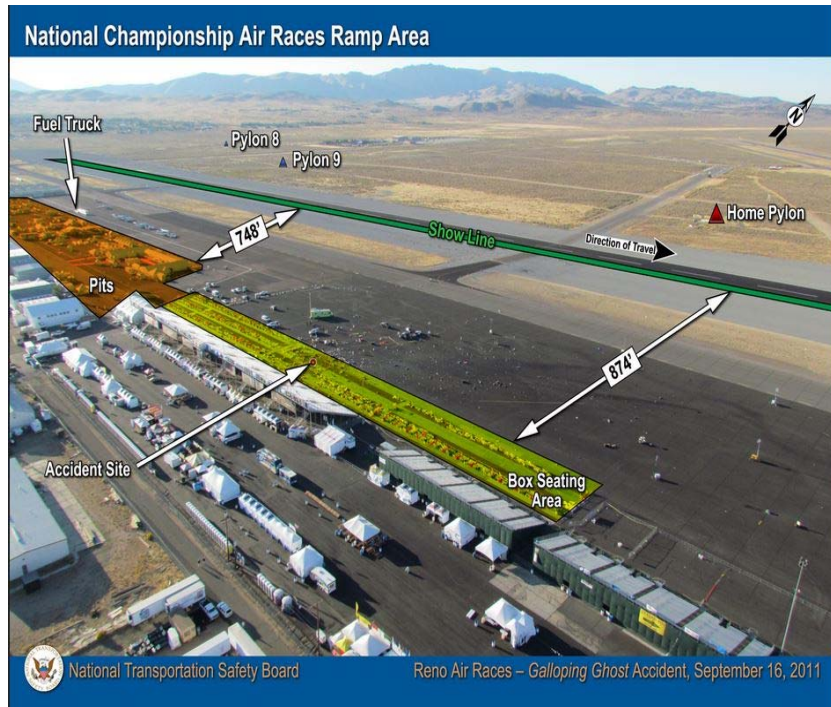 National Championship Air Races Ramp Area
Fuel Truck
Pylon 8
Pylon 9
N
Home Pylon
748'
Show-Line
Direction of Travel
Pits
874'
Accident Site
Box Seating
Area
National Transportation Safety Board
Reno Air Races – Galloping Ghost Accident, September 16, 2011